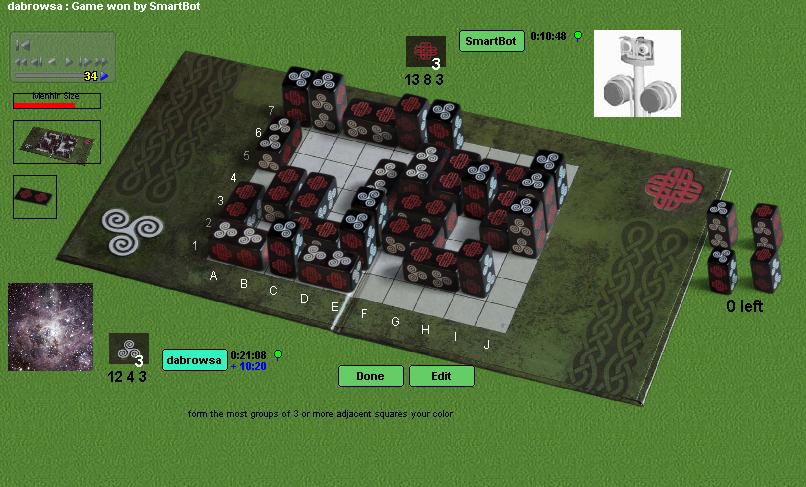 dabrowsa : Game won by SmartBot
34
Menhir Size
3
13 8 3
SmartBot
0:10:48
7
6
5
4
3
2
1
A
B
C
D
E
F
G
H
I
J
0 left
3
12 4 3
dabrowsa
0:21:08
+ 10:20
Done
Edit
form the most groups of 3 or more adjacent squares your color